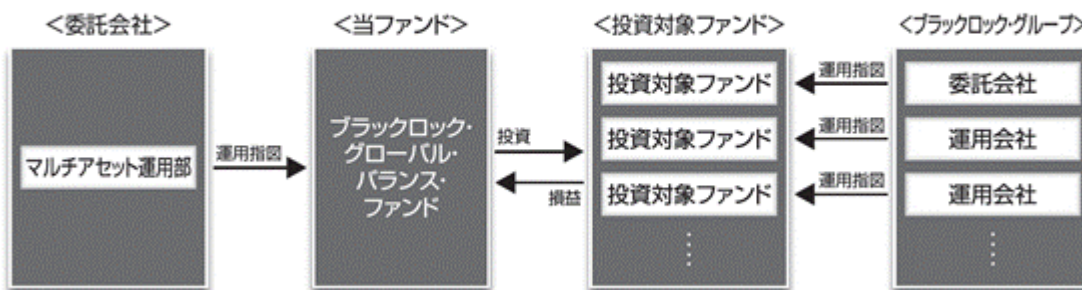 <委託会社>
<当ファンド>
<投資対象ファンド>
<ブラックロック・グループ>
マルチアセット運用部
運用指図
ブラックロック・
グローバル・
バランス・
ファンド
投資
損益
投資対象ファンド
運用指図
委託会社
投資対象ファンド
運用指図
運用会社
投資対象ファンド
運用指図
運用会社
⋮
⋮